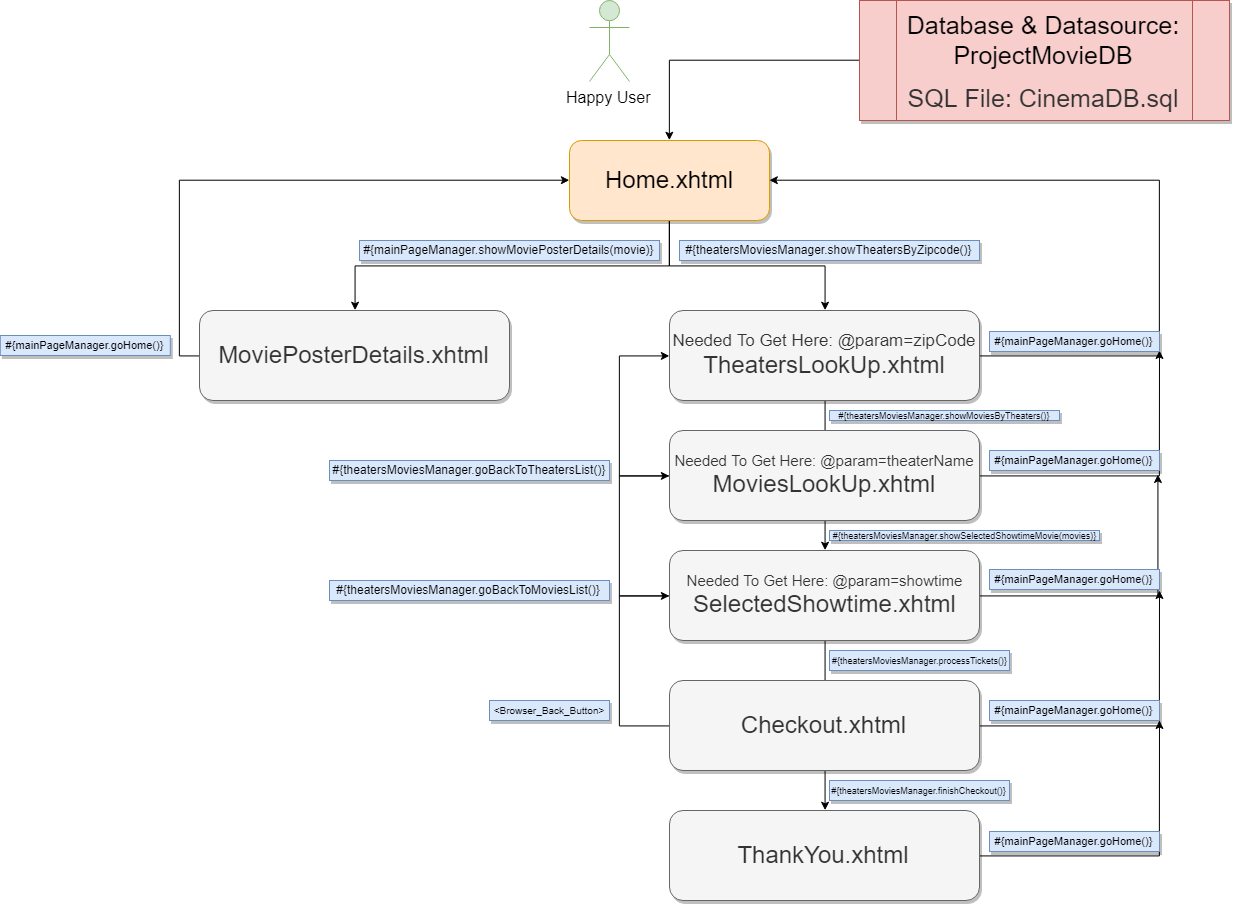 Database & Datasource:
ProjectMovieDB
SQL File: CinemaDB.sql
Happy User
Home.xhtml
#{mainPageManager.showMoviePosterDetails(movie)}
#{theatersMoviesManager.showTheatersByZipcode()}
#{mainPageManager.goHome()}
MoviePosterDetails.xhtml
Needed To Get Here: @param=zipCode
TheatersLookUp.xhtml
#{mainPageManager.goHome()}
#{theatersMoviesManager.showMoviesByTheaters()}
#{theatersMoviesManager.goBackToTheatersList()}
Needed To Get Here: @param=theaterName
MoviesLookUp.xhtml
#{mainPageManager.goHome()}
#{theatersMoviesManager.showSelectedShowtimeMovie(movies)}
#{theatersMoviesManager.goBackToMoviesList()}
Needed To Get Here: @param=showtime
SelectedShowtime.xhtml
#{mainPageManager.goHome()}
#{theatersMoviesManager.processTickets()}
<Browser_Back_Button>
Checkout.xhtml
#{mainPageManager.goHome()}
#{theatersMoviesManager.finishCheckout()}
ThankYou.xhtml
#{mainPageManager.goHome()}